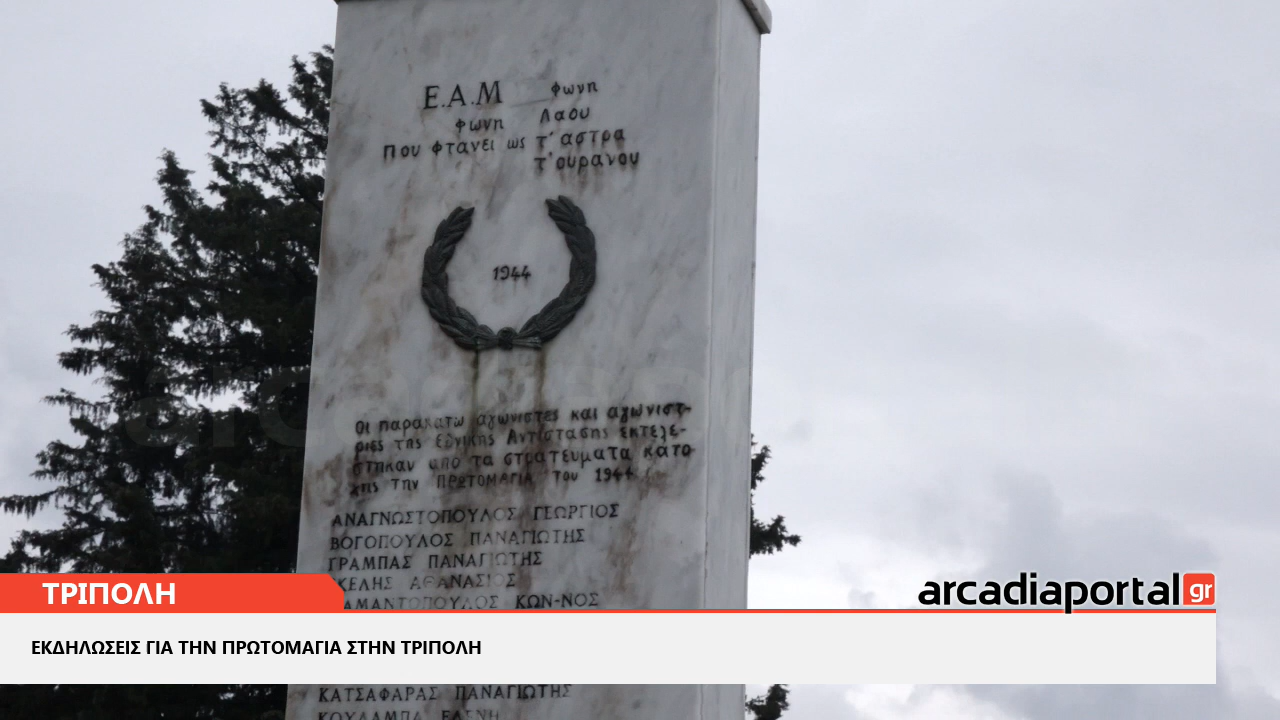 Ε.Α.Μ φωνη
φωνη Λαου
που φτανει ως τ' αστρα
τ' ουρανου
1944
Οι παρακατω αγωνιστες και αγωνιστ-
ριες της εθνικης Αντιστασης εκτελε-
στηκαν απο τα στρατευματα κατο-
χης την ΠΡΩΤΟΜΑΓΙΑ του 1944
ΑΝΑΓΝΩΣΤΟΠΟΥΛΟΣ ΓΕΩΡΓΙΟΣ
ΒΟΓΟΠΟΥΛΟΣ ΠΑΝΑΓΙΩΤΗΣ
ΓΡΑΜΠΑΣ ΠΑΝΑΓΙΩΤΗΣ
ΑΘΑΝΑΣΙΟΣ
ΚΩΝ-ΝΟΣ
ΤΡΙΠΟΛΗ
arcadiaportal gr
ΕΚΔΗΛΩΣΕΙΣ ΓΙΑ ΤΗΝ ΠΡΩΤΟΜΑΓΙΑ ΣΤΗΝ ΤΡΙΠΟΛΗ
ΚΑΤΣΑΦΑΡΑΣ ΠΑΝΑΓΙΩΤΗΣ